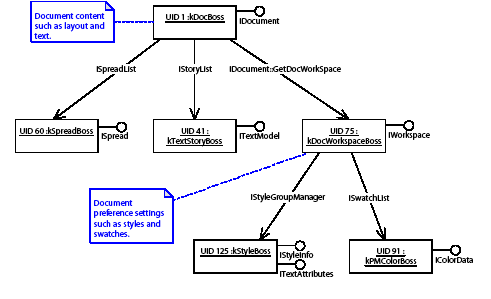 Document content
such as layout and
text.
UID 1 :kDocBoss
IDocument
ISpreadList
IStoryList
IDocument::GetDocWorkSpace
UID 60 :kSpreadBoss
ISpread
UID 41 :
kTextStoryBoss
ITextModel
UID 75 :
kDocWorkspaceBoss
IWorkspace
Document
preference settings
such as styles and
swatches.
IStyleGroupManager
ISwatchList
UID 125 :kStyleBoss
IStyleInfo
ITextAttributes
UID 91 :
kPMColorBoss
IColorData